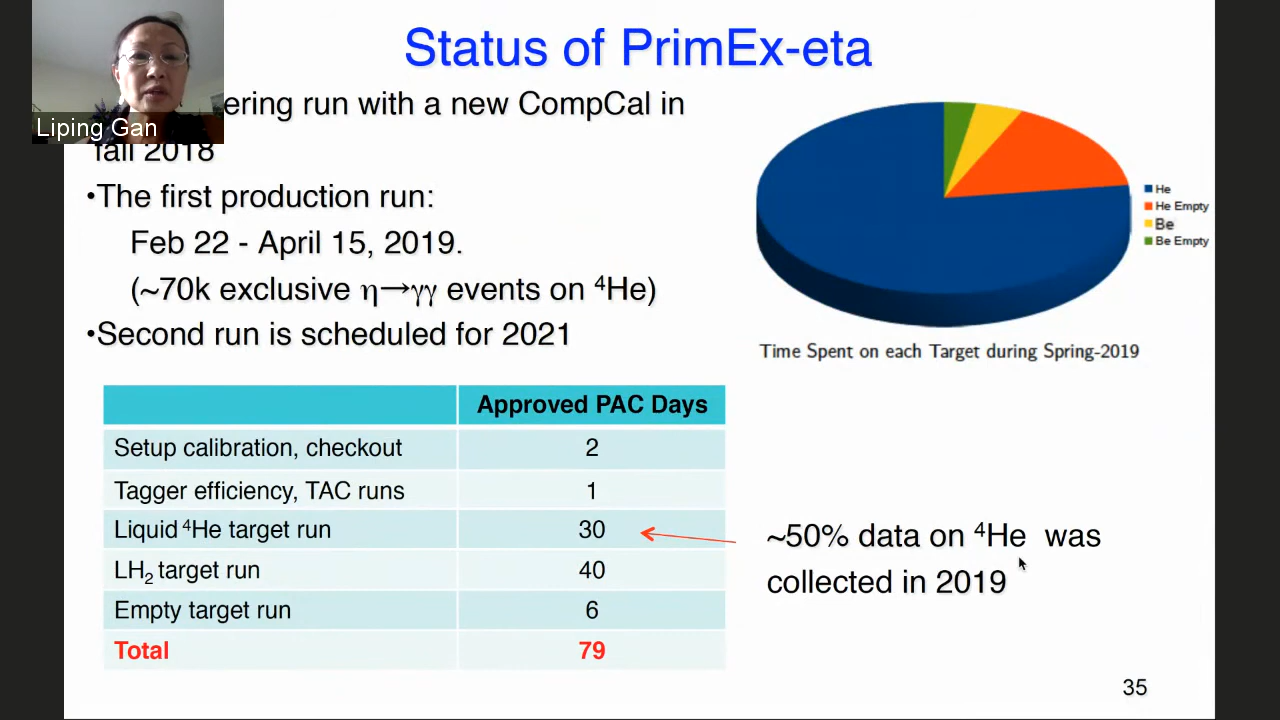 Status of PrimEx-eta
Liping Gan
ering run with a new CompCal in
fall 2018
•The first production run:
Feb 22 - April 15, 2019.
(~70k exclusive η→γγ events on ⁴He)
•Second run is scheduled for 2021
He
He Empty
Be
Be Empty
Time Spent on each Target during Spring-2019
Approved PAC Days
Setup calibration, checkout 2
Tagger efficiency, TAC runs 1
Liquid ⁴He target run 30
LH₂ target run 40
Empty target run 6
Total 79
~50% data on ⁴He was
collected in 2019
35